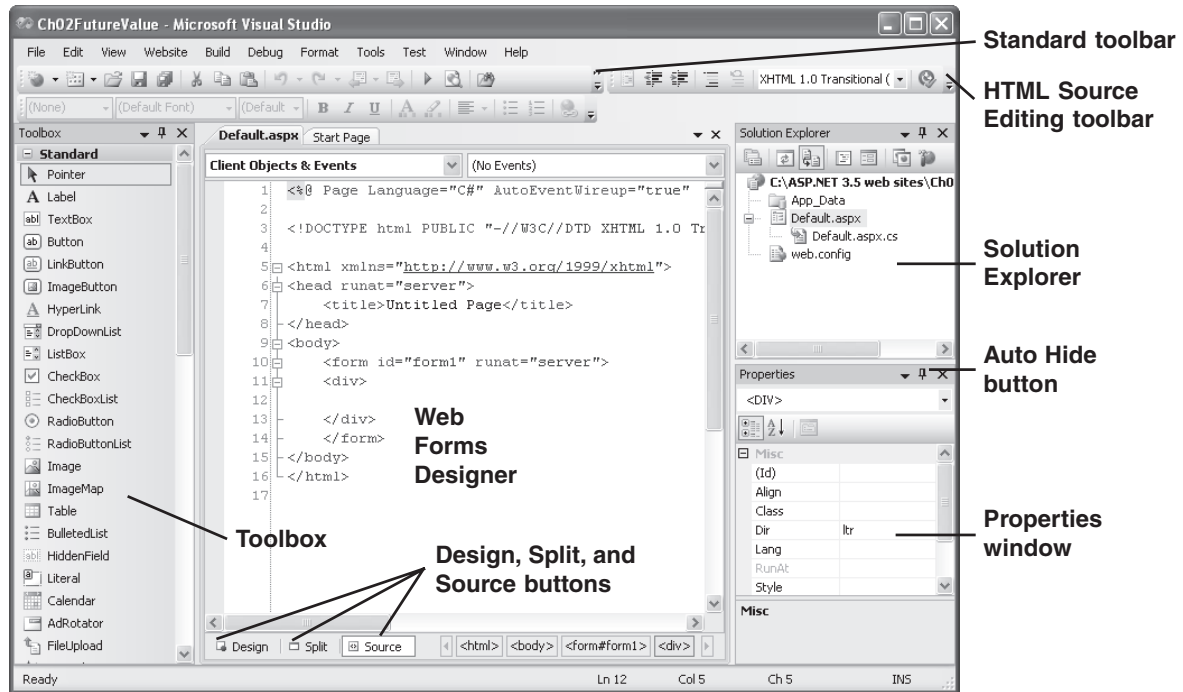 Ch02FutureValue - Microsoft Visual Studio
File Edit View Website Build Debug Format Tools Test Window Help
XHTML 1.0 Transitional (
(None) (Default Font) (Default B I U A
Standard toolbar
HTML Source
Editing toolbar
Toolbox
Standard
Pointer
A Label
abl TextBox
ab Button
ab LinkButton
ImageButton
A HyperLink
DropDownList
ListBox
CheckBox
CheckBoxList
RadioButton
RadioButtonList
Image
ImageMap
Table
BulletedList
abl HiddenField
Literal
Calendar
AdRotator
FileUpload
Default.aspx Start Page
Client Objects & Events (No Events)
1 <%@ Page Language="C#" AutoEventWireup="true"
2
3 <!DOCTYPE html PUBLIC "-//W3C//DTD XHTML 1.0 Tr
4
5 <html xmlns="http://www.w3.org/1999/xhtml">
6 <head runat="server">
7 <title>Untitled Page</title>
8 </head>
9 <body>
10 <form id="form1" runat="server">
11 <div>
12
13 </div>
14 </form>
15 </body>
16 </html>
17
Web
Forms
Designer
Toolbox
Design, Split, and
Source buttons
Design Split Source <html> <body> <form#form1> <div>
Solution Explorer
C:\ASP.NET 3.5 web sites\Ch0
App_Data
Default.aspx
Default.aspx.cs
web.config
Solution
Explorer
Auto Hide
button
Properties
<DIV>
Misc
(Id)
Align
Class
Dir ltr
Lang
RunAt
Style
Misc
Properties
window
Ready Ln 12 Col 5 Ch 5 INS